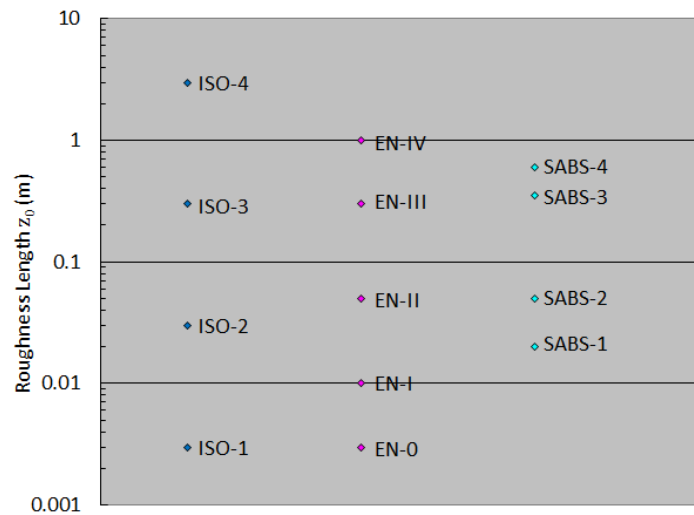 10
ISO-4
1
EN-IV
SABS-4
SABS-3
ISO-3
EN-III
Roughness Length z₀ (m)
0.1
EN-II
SABS-2
ISO-2
SABS-1
0.01
EN-I
ISO-1
EN-0
0.001